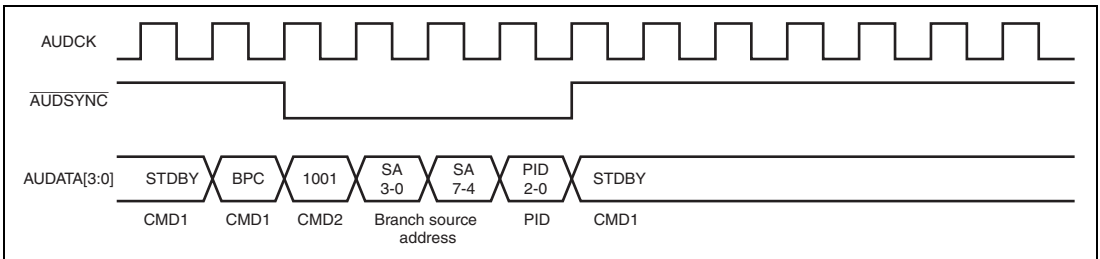 AUDCK
AUDSYNC
AUDATA[3:0]
STDBY
BPC
1001
SA
3-0
SA
7-4
PID
2-0
STDBY
CMD1
CMD1
CMD2
Branch source
address
PID
CMD1